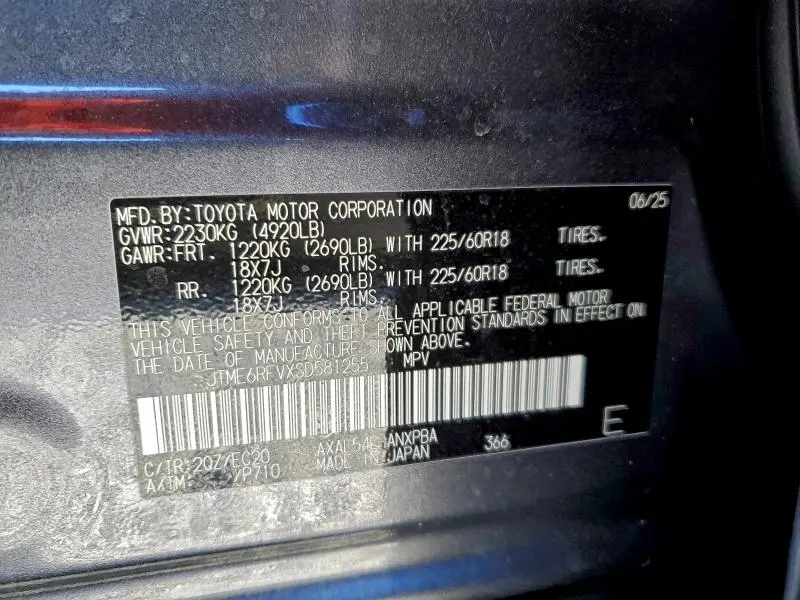 06/25
MFD.BY:TOYOTA MOTOR CORPORATION
GVWR:2230KG (4920LB)
GAWR:FRT. 1220KG (2690LB) WITH 225/60R18 TIRES.
18X7J RIMS.
RR. 1220KG (2690LB) WITH 225/60R18 TIRES.
18X7J RIMS.
THIS VEHICLE CONFORMS TO ALL APPLICABLE FEDERAL MOTOR
VEHICLE SAFETY AND THEFT PREVENTION STANDARDS IN EFFECT ON
THE DATE OF MANUFACTURE SHOWN ABOVE.
JTME6RFVXSD581255 MPV
E
C/TR:2QZ/EC20 ANXPBA 366
A/TM: /P710 MADE IN JAPAN